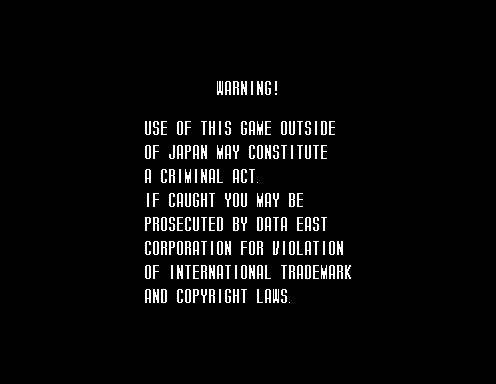 WARNING!
USE OF THIS GAME OUTSIDE
OF JAPAN MAY CONSTITUTE
A CRIMINAL ACT.
IF CAUGHT YOU MAY BE
PROSECUTED BY DATA EAST
CORPORATION FOR VIOLATION
OF INTERNATIONAL TRADEMARK
AND COPYRIGHT LAWS.